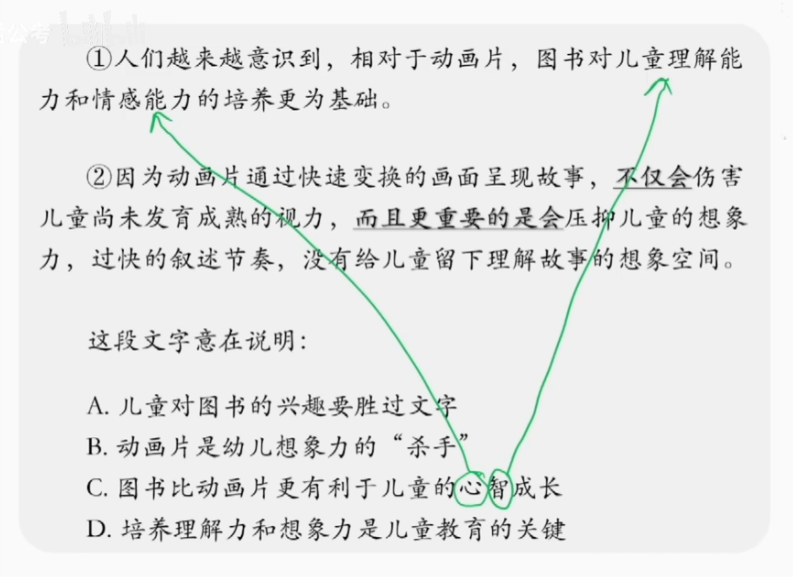 公考
①人们越来越意识到，相对于动画片，图书对儿童理解能
力和情感能力的培养更为基础。
②因为动画片通过快速变换的画面呈现故事，不仅会伤害
儿童尚未发育成熟的视力，而且更重要的是会压抑儿童的想象
力，过快的叙述节奏，没有给儿童留下理解故事的想象空间。
这段文字意在说明：
A. 儿童对图书的兴趣要胜过文字
B. 动画片是幼儿想象力的“杀手”
C. 图书比动画片更有利于儿童的心智成长
D. 培养理解力和想象力是儿童教育的关键